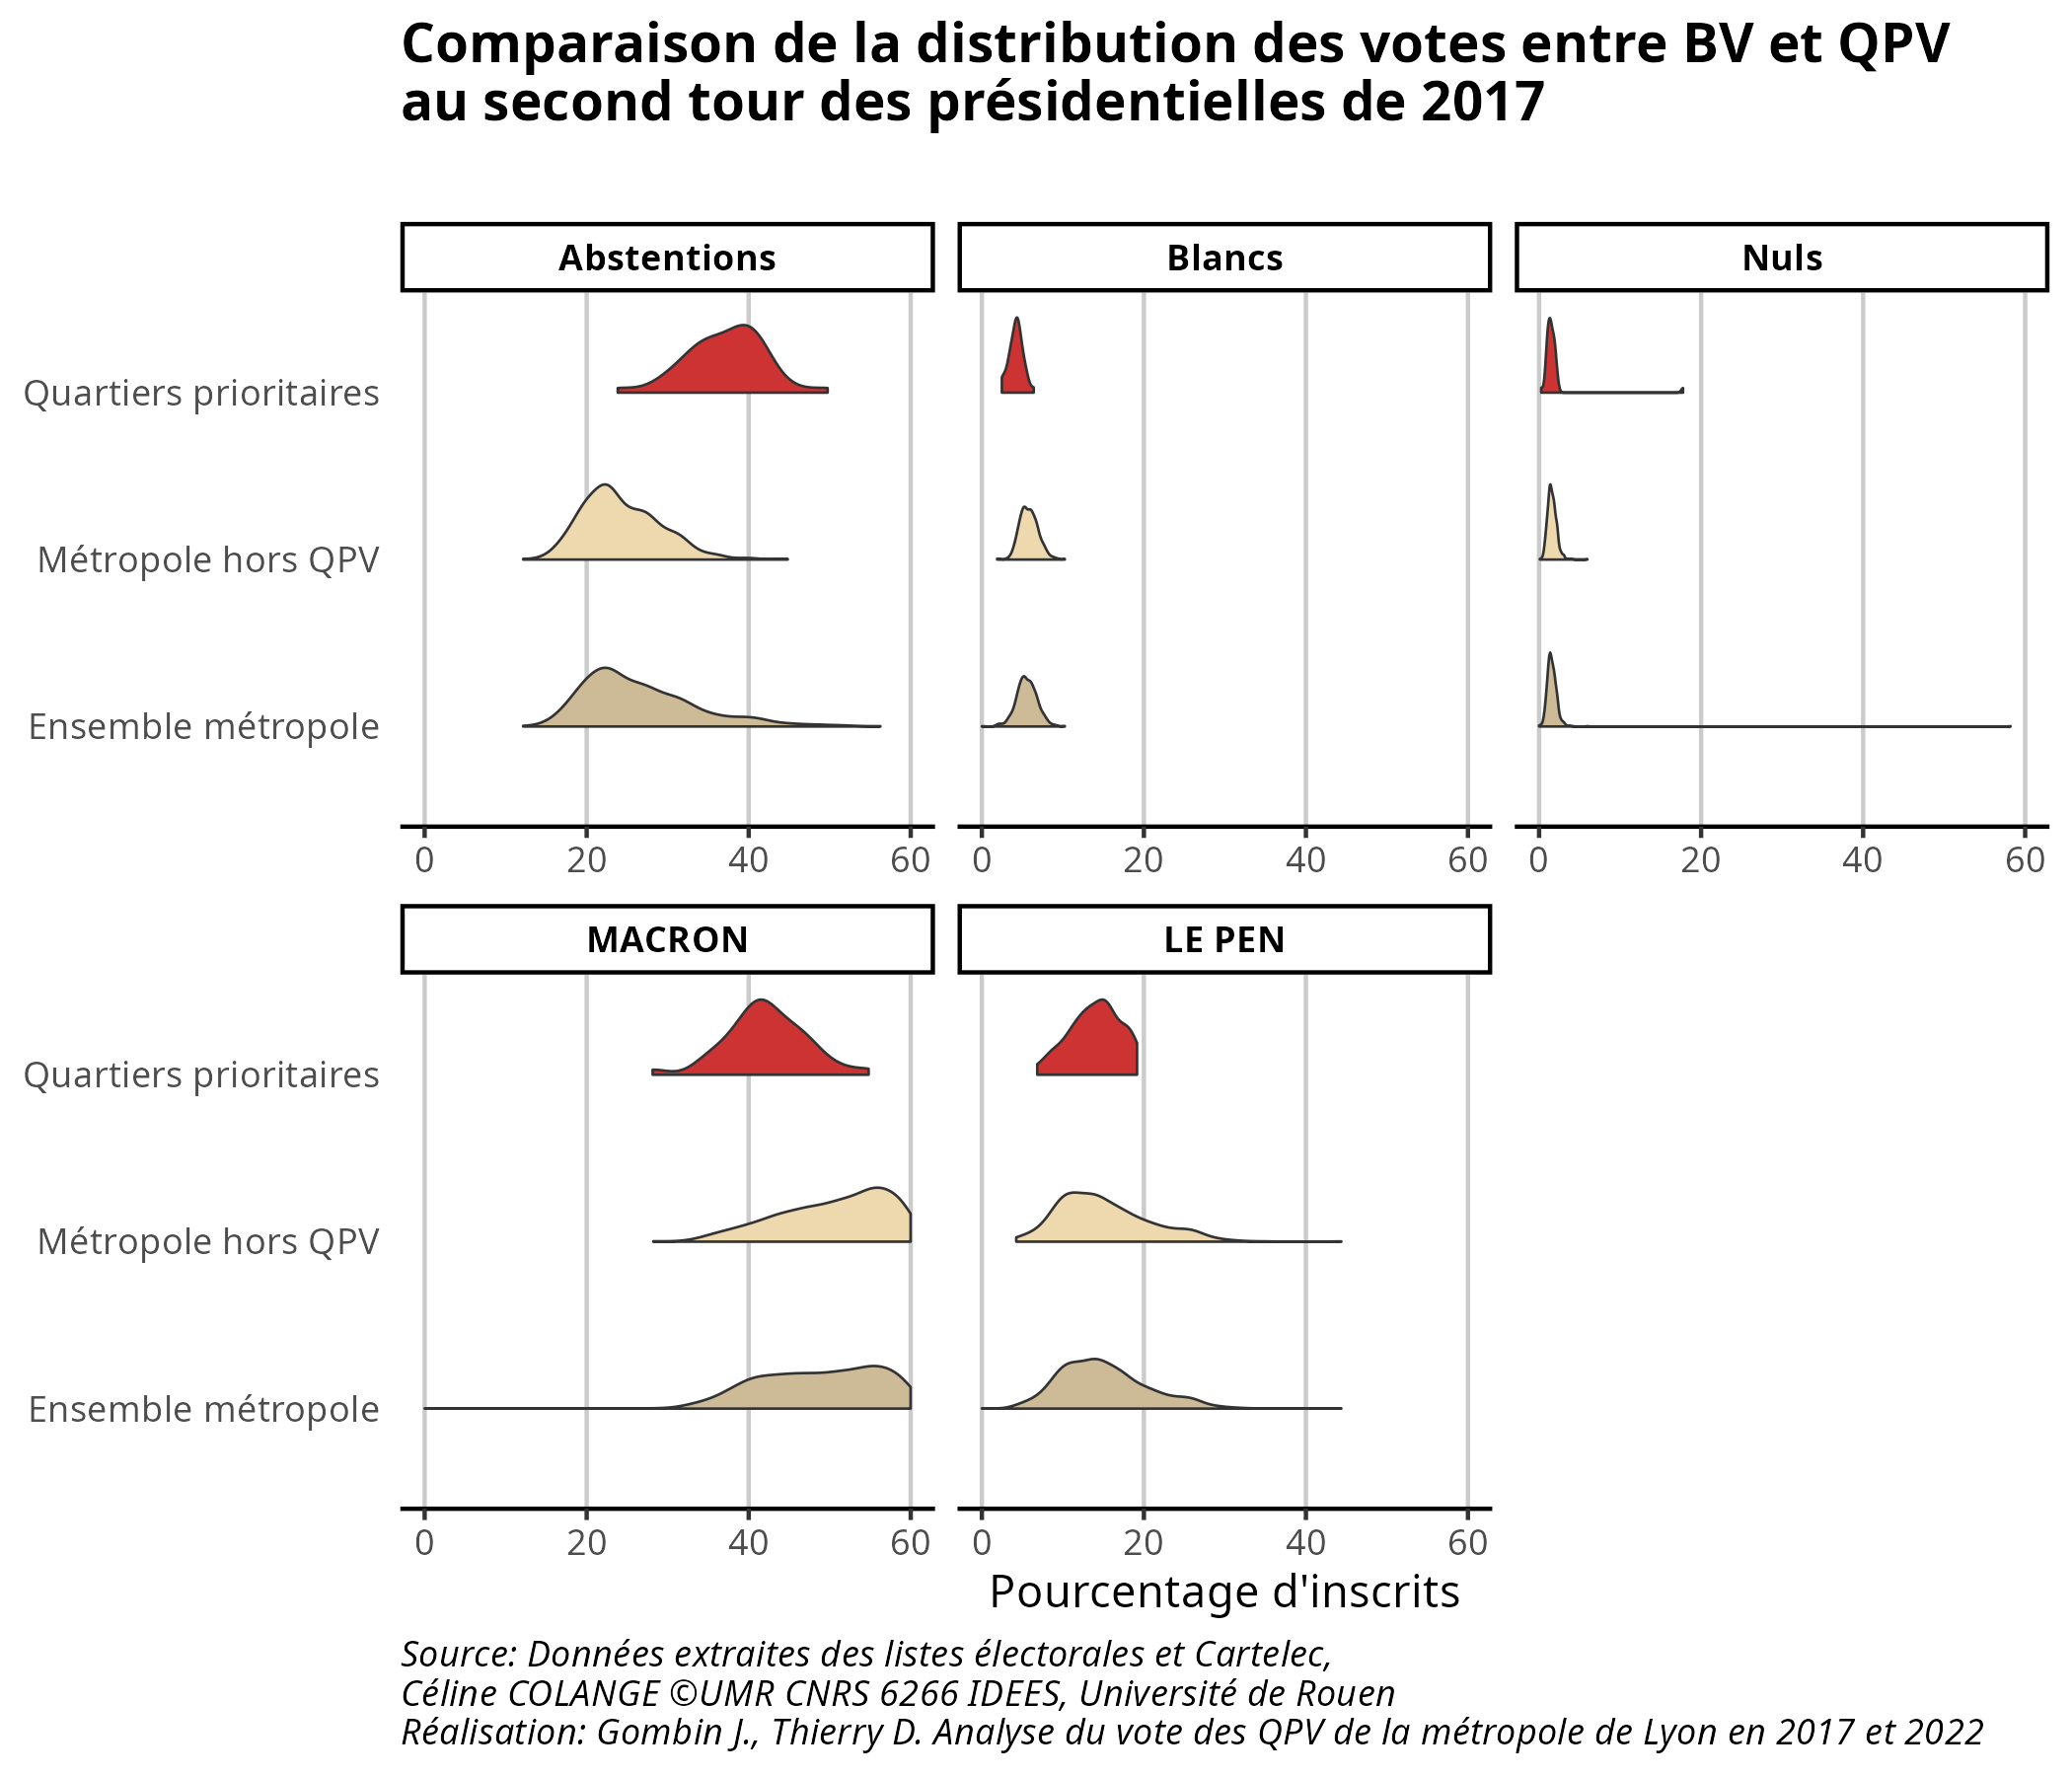 Comparaison de la distribution des votes entre BV et QPV
au second tour des présidentielles de 2017
Abstentions
Blancs
Nuls
Quartiers prioritaires
Métropole hors QPV
Ensemble métropole
0 20 40 60
0 20 40 60
0 20 40 60
MACRON
LE PEN
Quartiers prioritaires
Métropole hors QPV
Ensemble métropole
0 20 40 60
0 20 40 60
Pourcentage d'inscrits
Source: Données extraites des listes électorales et Cartelec,
Céline COLANGE ©UMR CNRS 6266 IDEES, Université de Rouen
Réalisation: Gombin J., Thierry D. Analyse du vote des QPV de la métropole de Lyon en 2017 et 2022